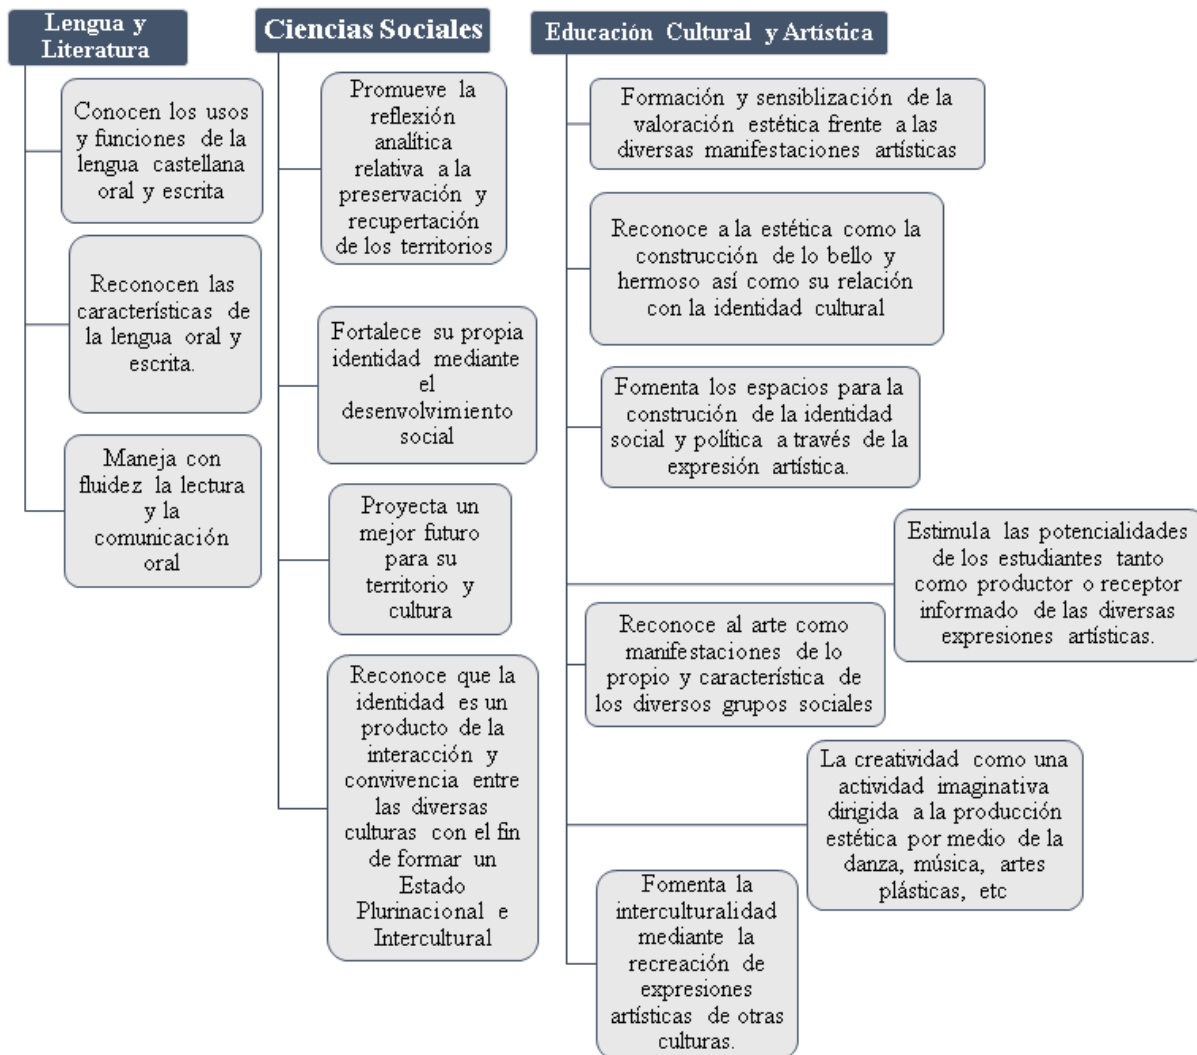 Lengua y
Literatura
Conocen los usos
y funciones de la
lengua castellana
oral y escrita
Reconocen las
características de
la lengua oral y
escrita.
Maneja con
fluidez la lectura
y la
comunicación
oral
Ciencias Sociales
Promueve la
reflexión
analítica
relativa a la
preservación y
recupertación
de los territorios
Fortalece su propia
identidad mediante
el
desenvolvimiento
social
Proyecta un
mejor futuro
para su
territorio y
cultura
Reconoce que la
identidad es un
producto de la
interacción y
convivencia entre
las diversas
culturas con el fin
de formar un
Estado
Plurinacional e
Intercultural
Educación Cultural y Artística
Formación y sensiblización de la
valoración estética frente a las
diversas manifestaciones artísticas
Reconoce a la estética como la
construcción de lo bello y
hermoso así como su relación
con la identidad cultural
Fomenta los espacios para la
construción de la identidad
social y política a través de la
expresión artística.
Estimula las potencialidades
de los estudiantes tanto
como productor o receptor
informado de las diversas
expresiones artísticas.
Reconoce al arte como
manifestaciones de lo
propio y característica de
los diversos grupos sociales
La creatividad como una
actividad imaginativa
dirigida a la producción
estética por medio de la
danza, música, artes
plásticas, etc
Fomenta la
interculturalidad
mediante la
recreación de
expresiones
artísticas de otras
culturas.